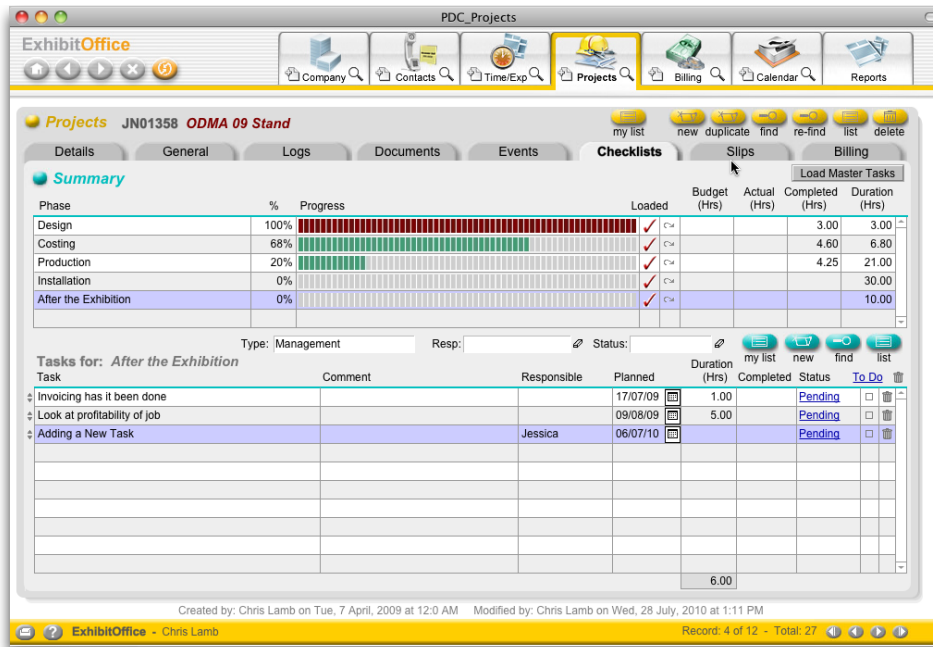 PDC_Projects
ExhibitOffice
Company Contacts Time/Exp Projects Billing Calendar Reports
Projects JN01358 ODMA 09 Stand
my list new duplicate find re-find list delete
Details General Logs Documents Events Checklists Slips Billing
Summary
Load Master Tasks
Budget Actual Completed Duration
Phase % Progress Loaded (Hrs) (Hrs) (Hrs) (Hrs)
Design 100% 3.00 3.00
Costing 68% 4.60 6.80
Production 20% 4.25 21.00
Installation 0% 30.00
After the Exhibition 0% 10.00
Type: Management Resp: Status:
my list new find list
Tasks for: After the Exhibition
Duration
Task Comment Responsible Planned (Hrs) Completed Status To Do
Invoicing has it been done 17/07/09 1.00 Pending
Look at profitability of job 09/08/09 5.00 Pending
Adding a New Task Jessica 06/07/10 Pending
6.00
Created by: Chris Lamb on Tue, 7 April, 2009 at 12:0 AM Modified by: Chris Lamb on Wed, 28 July, 2010 at 1:11 PM
ExhibitOffice - Chris Lamb
Record: 4 of 12 - Total: 27